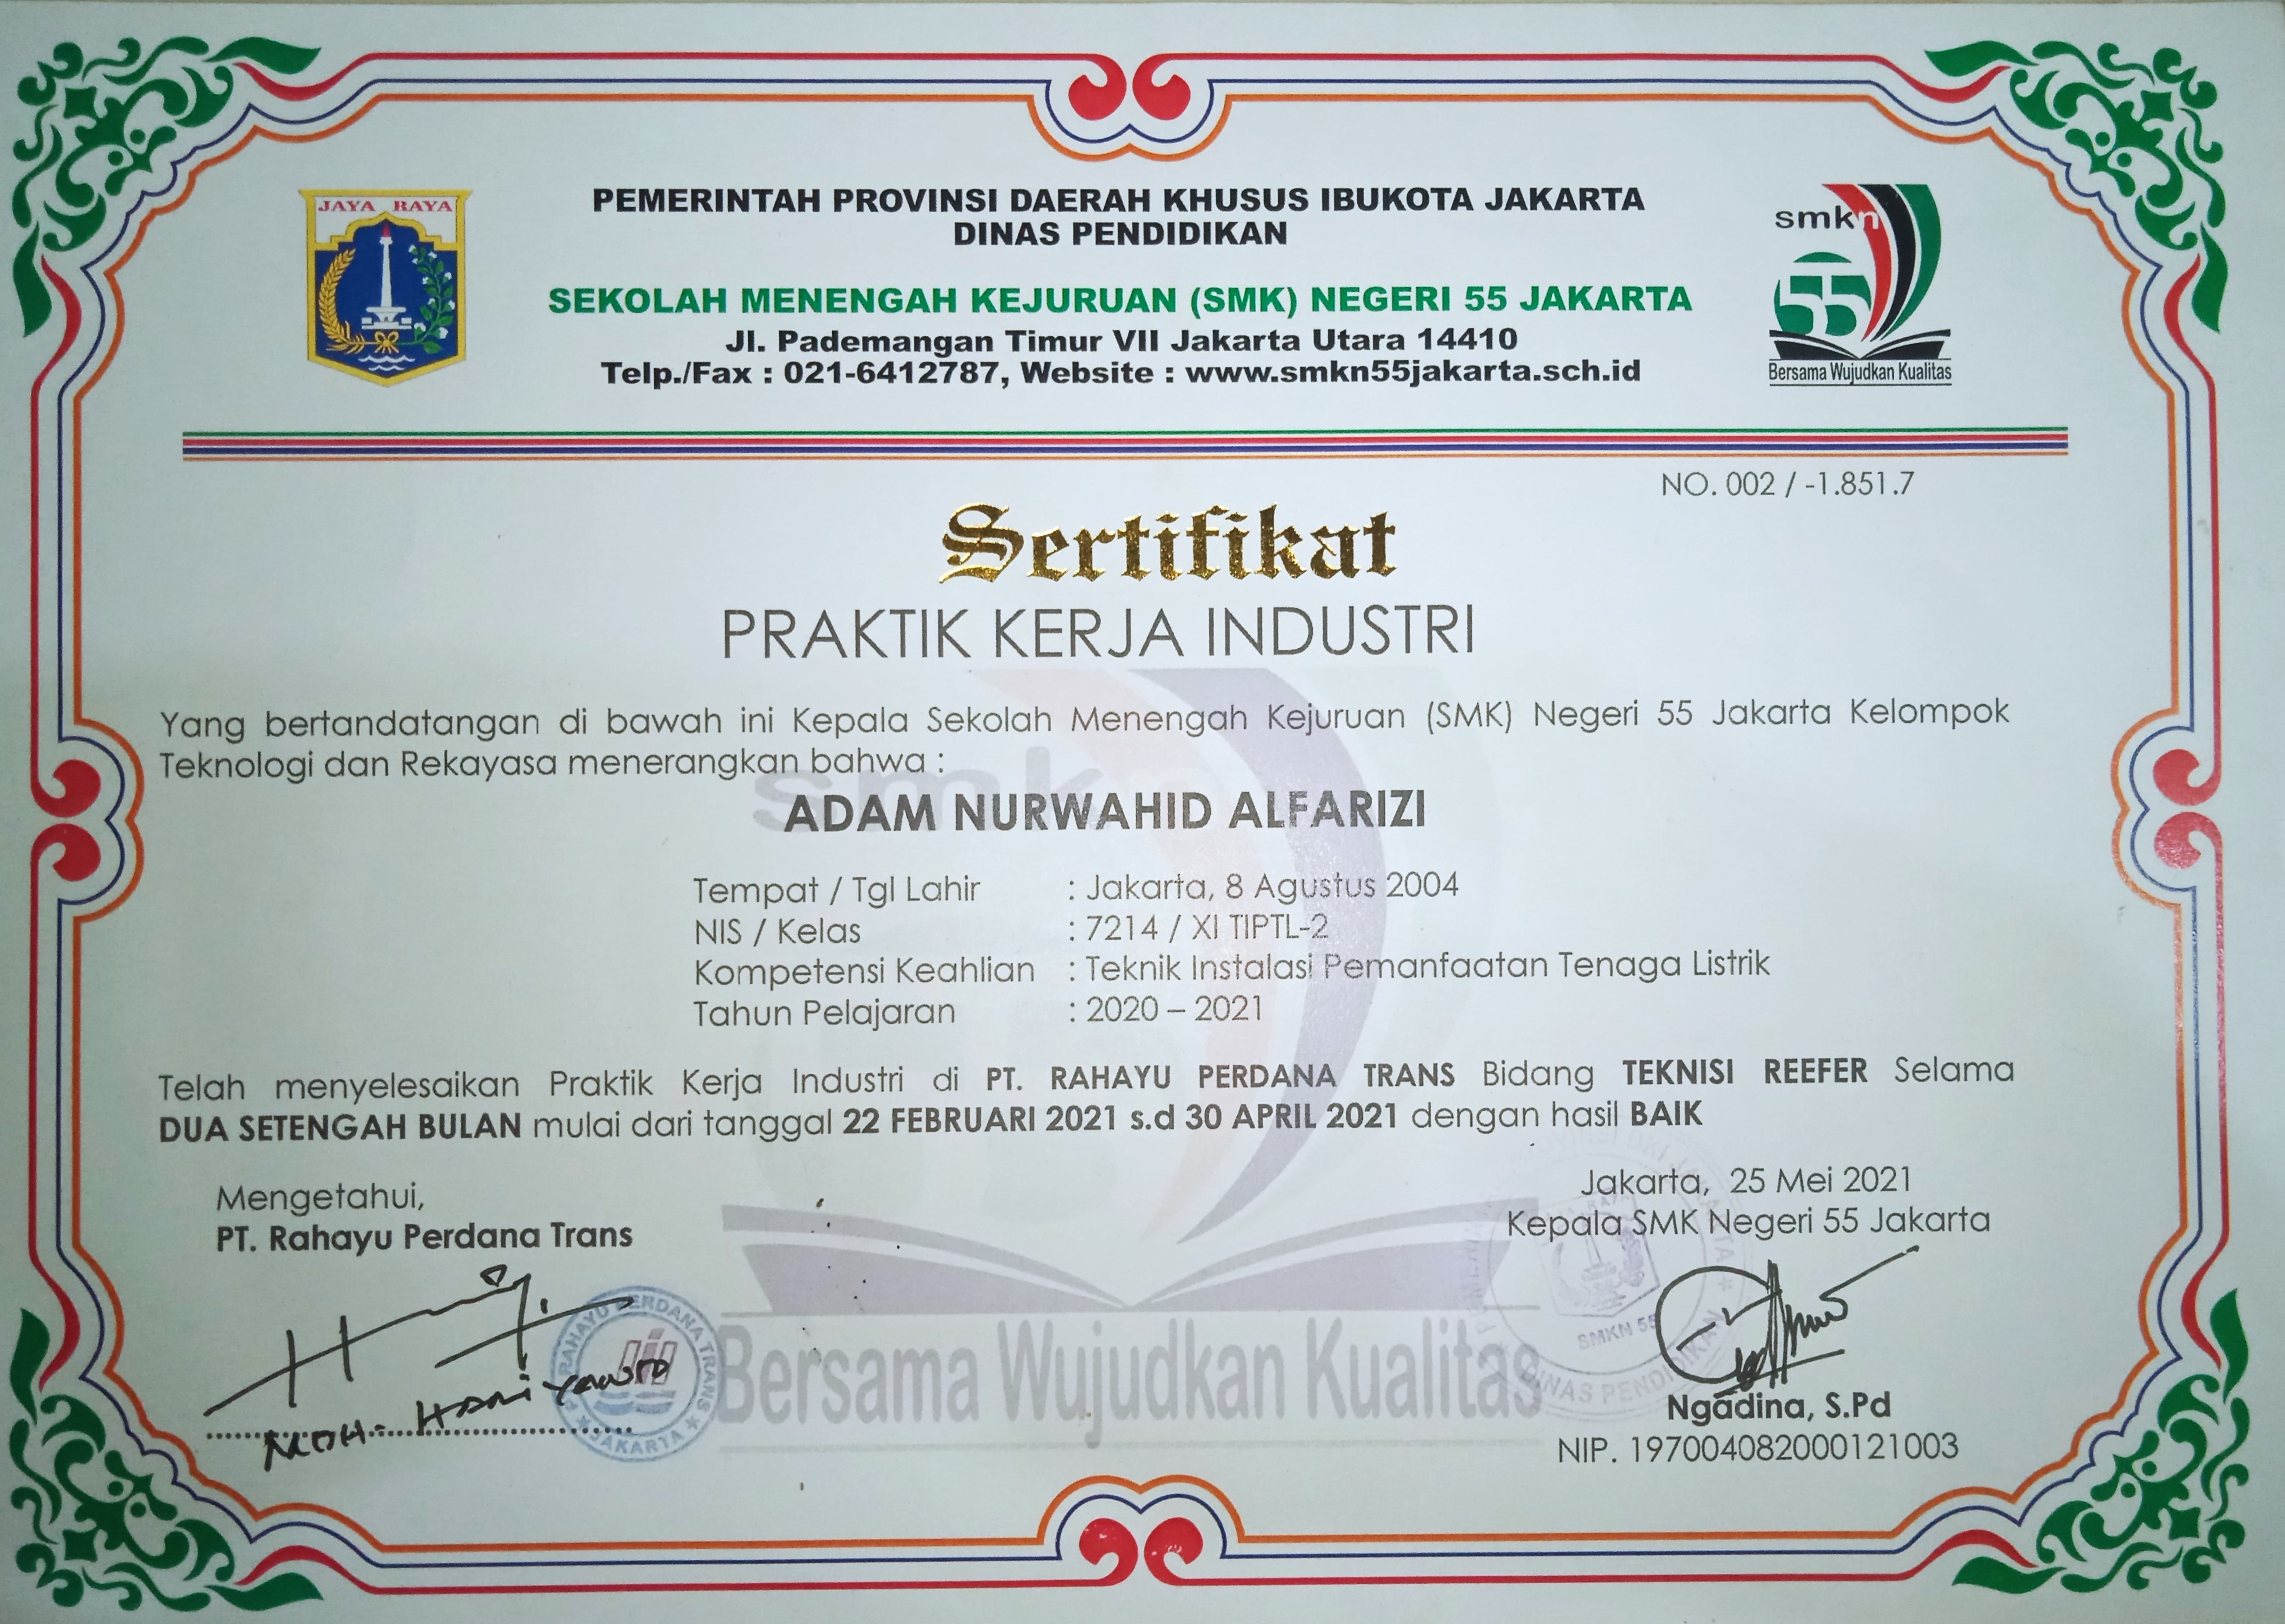 JAYA RAYA
PEMERINTAH PROVINSI DAERAH KHUSUS IBUKOTA JAKARTA
DINAS PENDIDIKAN
SEKOLAH MENENGAH KEJURUAN (SMK) NEGERI 55 JAKARTA
Jl. Pademangan Timur VII Jakarta Utara 14410
Telp./Fax : 021-6412787, Website : www.smkn55jakarta.sch.id
smkn
55
Bersama Wujudkan Kualitas
NO. 002 / -1.851.7
Sertifikat
PRAKTIK KERJA INDUSTRI
Yang bertandatangan di bawah ini Kepala Sekolah Menengah Kejuruan (SMK) Negeri 55 Jakarta Kelompok
Teknologi dan Rekayasa menerangkan bahwa :
smkn
ADAM NURWAHID ALFARIZI
Tempat / Tgl Lahir : Jakarta, 8 Agustus 2004
NIS / Kelas : 7214 / XI TIPTL-2
Kompetensi Keahlian : Teknik Instalasi Pemanfaatan Tenaga Listrik
Tahun Pelajaran : 2020 – 2021
Telah menyelesaikan Praktik Kerja Industri di PT. RAHAYU PERDANA TRANS Bidang TEKNISI REEFER Selama
DUA SETENGAH BULAN mulai dari tanggal 22 FEBRUARI 2021 s.d 30 APRIL 2021 dengan hasil BAIK
Mengetahui,
PT. Rahayu Perdana Trans
RAHAYU PERDANA TRANS
JAKARTA
MOH. HARIYANTO
Bersama Wujudkan Kualitas
Jakarta, 25 Mei 2021
Kepala SMK Negeri 55 Jakarta
PROVINSI DKI JAKARTA
SMKN 55
DINAS PENDIDIKAN
Ngadina, S.Pd
NIP. 197004082000121003